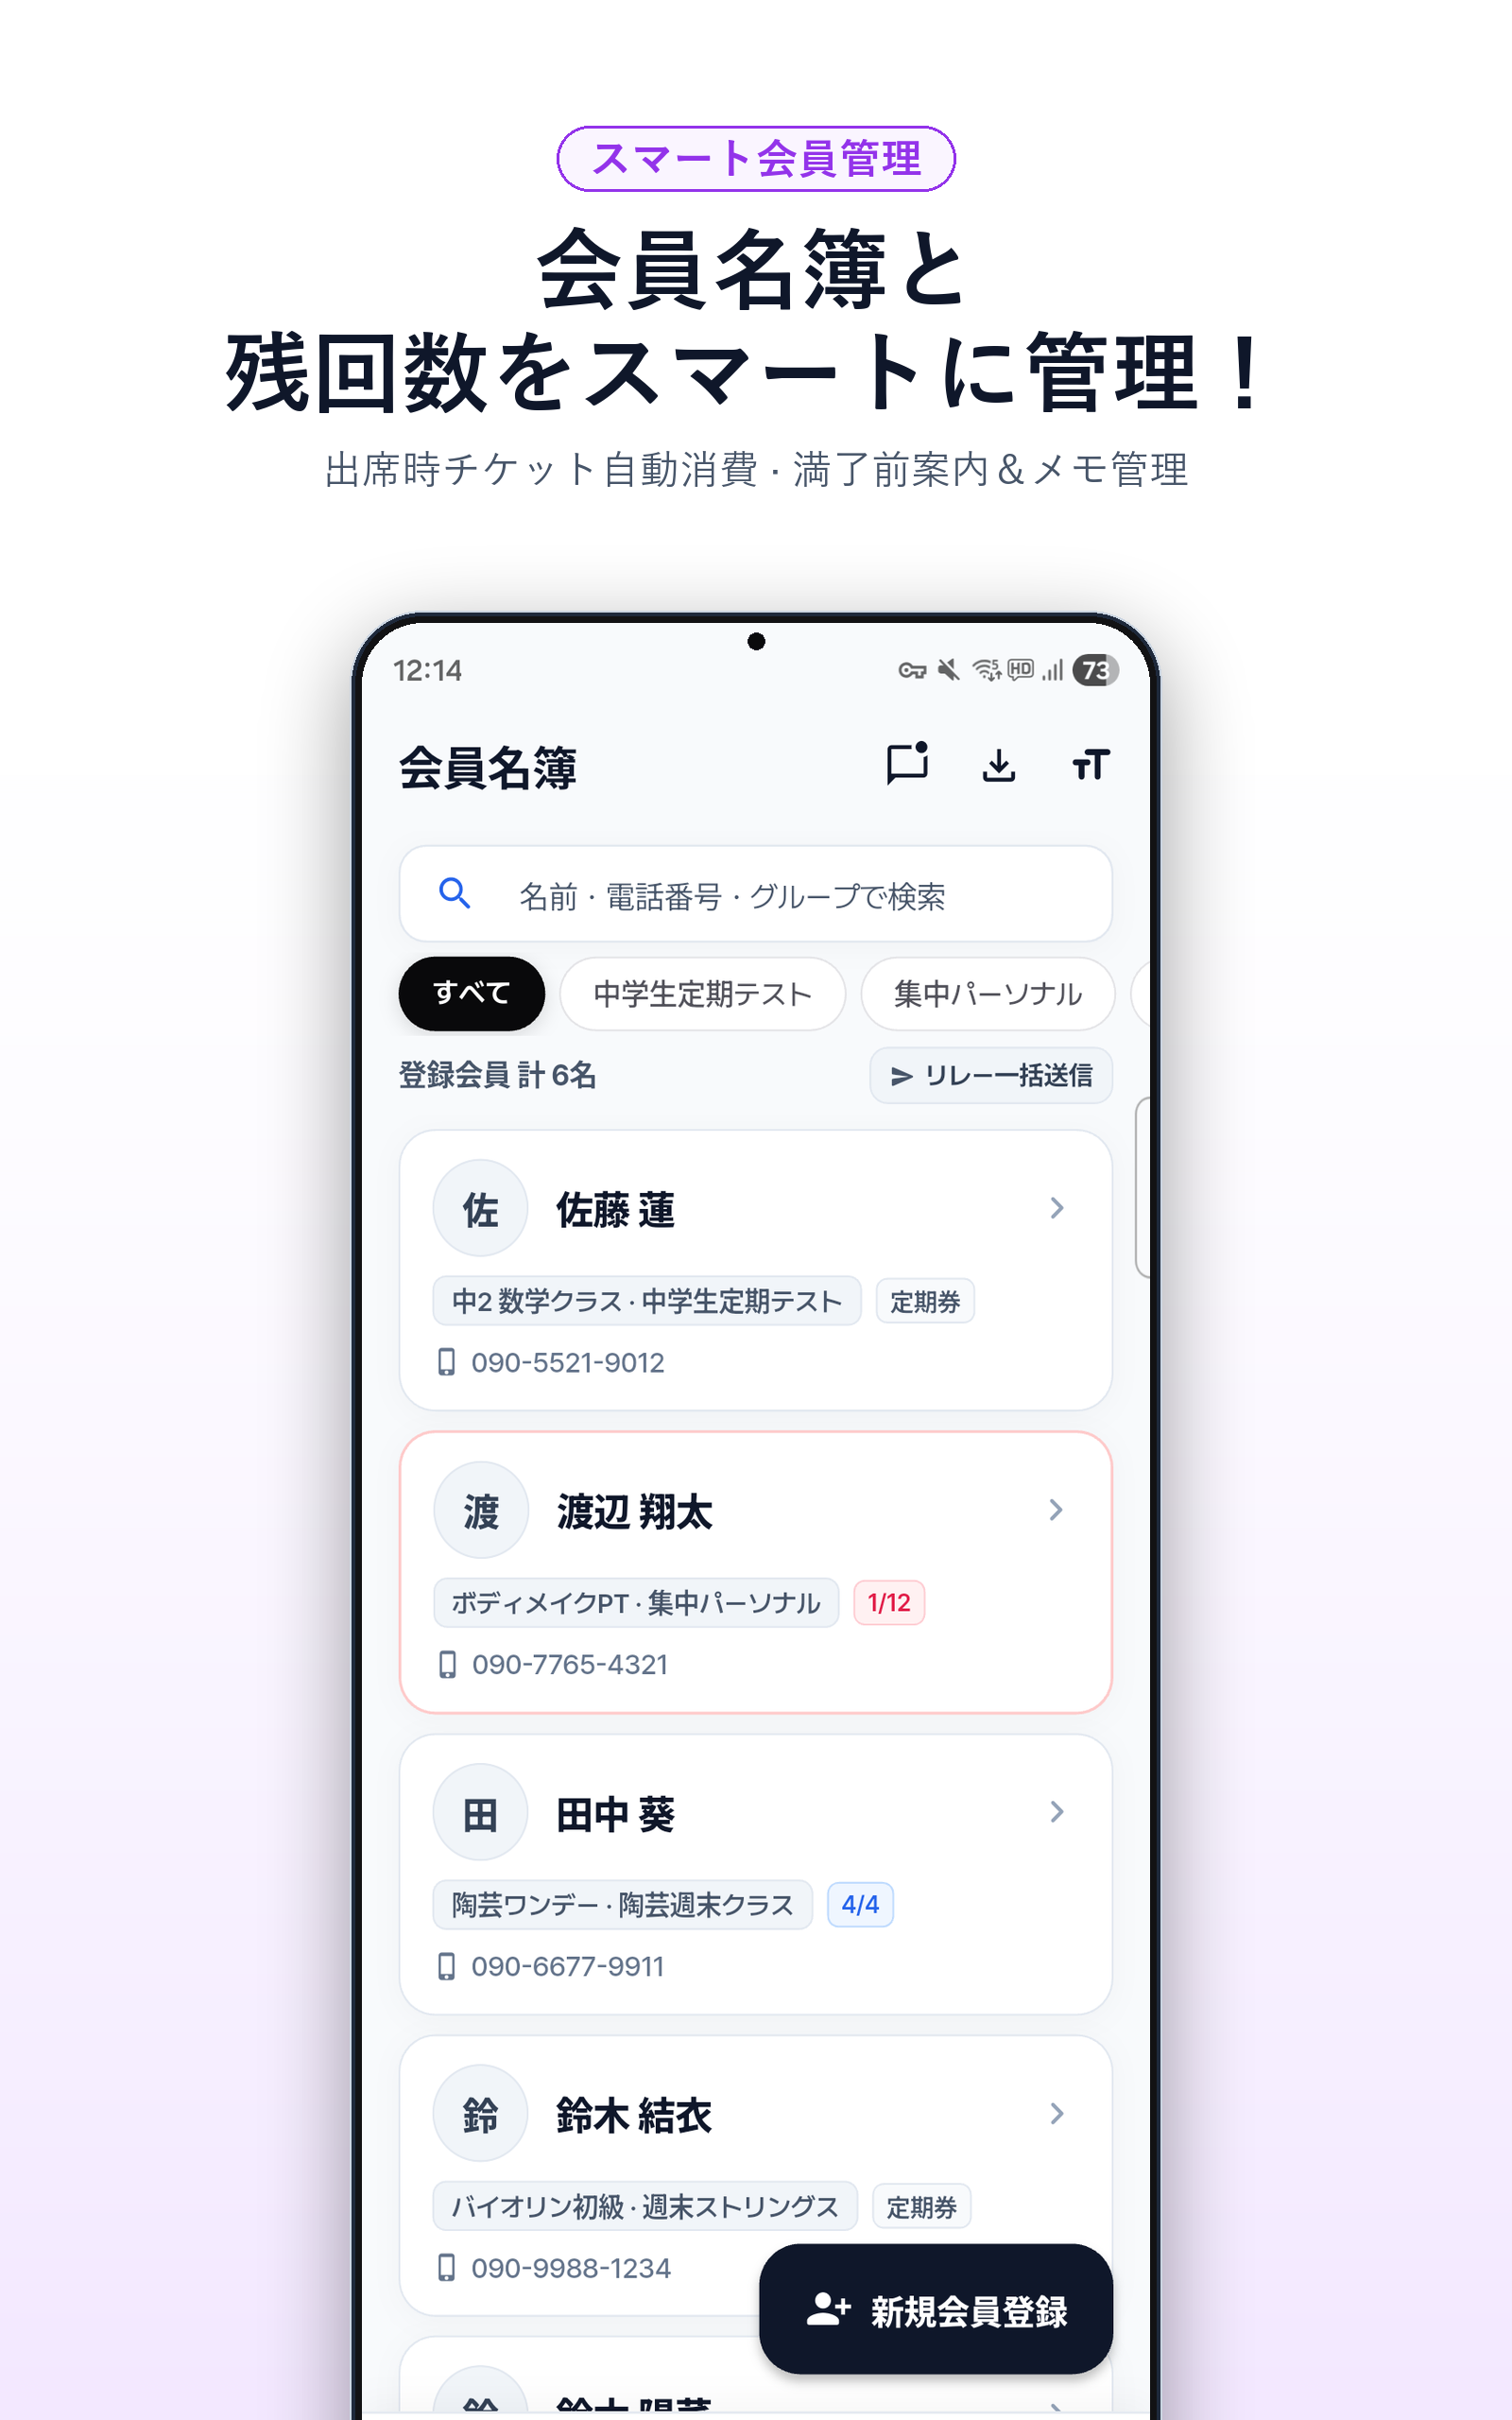 スマート会員管理
会員名簿と
残回数をスマートに管理！
出席時チケット自動消費・満了前案内＆メモ管理
12:14
5
HD
73
会員名簿
名前・電話番号・グループで検索
すべて
中学生定期テスト
集中パーソナル
登録会員 計 6名
リレー一括送信
佐
佐藤 蓮
中2 数学クラス・中学生定期テスト
定期券
090-5521-9012
渡
渡辺 翔太
ボディメイクPT・集中パーソナル
1/12
090-7765-4321
田
田中 葵
陶芸ワンデー・陶芸週末クラス
4/4
090-6677-9911
鈴
鈴木 結衣
バイオリン初級・週末ストリングス
定期券
090-9988-1234
新規会員登録